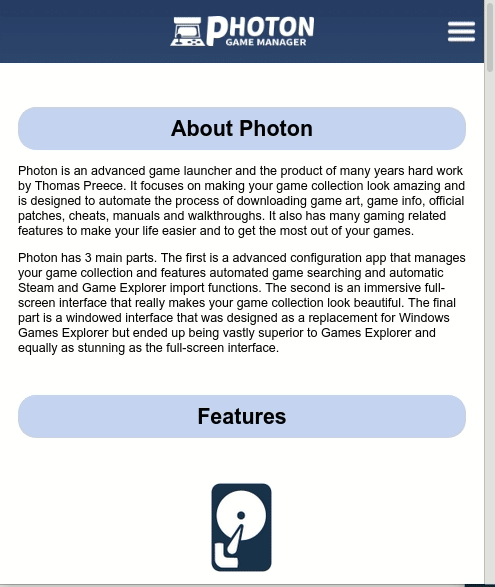 PHOTON
GAME MANAGER
About Photon
Photon is an advanced game launcher and the product of many years hard work
by Thomas Preece. It focuses on making your game collection look amazing and
is designed to automate the process of downloading game art, game info, official
patches, cheats, manuals and walkthroughs. It also has many gaming related
features to make your life easier and to get the most out of your games.
Photon has 3 main parts. The first is a advanced configuration app that manages
your game collection and features automated game searching and automatic
Steam and Game Explorer import functions. The second is an immersive full-
screen interface that really makes your game collection look beautiful. The final
part is a windowed interface that was designed as a replacement for Windows
Games Explorer but ended up being vastly superior to Games Explorer and
equally as stunning as the full-screen interface.
Features